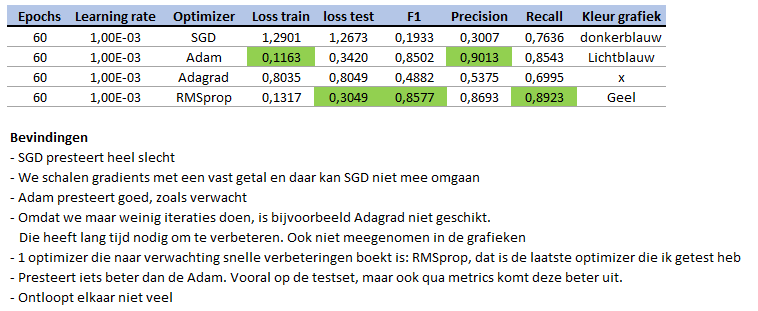 Epochs Learning rate Optimizer Loss train loss test F1 Precision Recall Kleur grafiek
60 1,00E-03 SGD 1,2901 1,2673 0,1933 0,3007 0,7636 donkerblauw
60 1,00E-03 Adam 0,1163 0,3420 0,8502 0,9013 0,8543 Lichtblauw
60 1,00E-03 Adagrad 0,8035 0,8049 0,4882 0,5375 0,6995 x
60 1,00E-03 RMSprop 0,1317 0,3049 0,8577 0,8693 0,8923 Geel
Bevindingen
- SGD presteert heel slecht
- We schalen gradients met een vast getal en daar kan SGD niet mee omgaan
- Adam presteert goed, zoals verwacht
- Omdat we maar weinig iteraties doen, is bijvoorbeeld Adagrad niet geschikt.
Die heeft lang tijd nodig om te verbeteren. Ook niet meegenomen in de grafieken
- 1 optimizer die naar verwachting snelle verbeteringen boekt is: RMSprop, dat is de laatste optimizer die ik getest heb
- Presteert iets beter dan de Adam. Vooral op de testset, maar ook qua metrics komt deze beter uit.
- Ontloopt elkaar niet veel